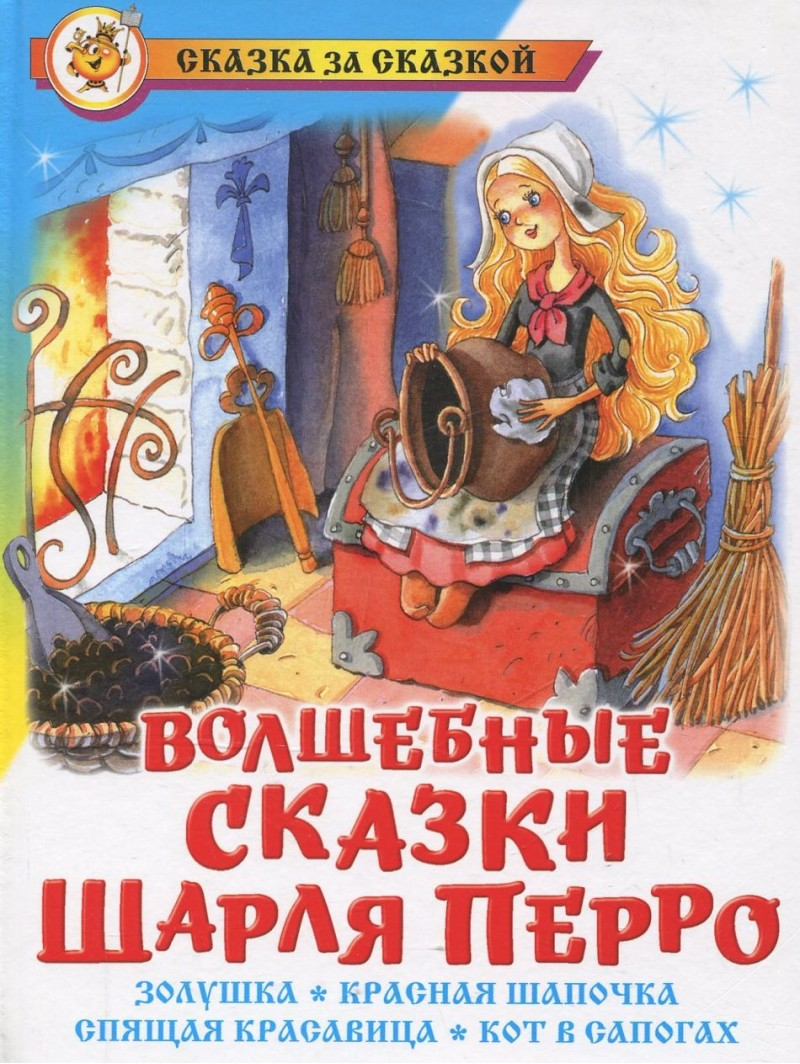 СКАЗКА ЗА СКАЗКОЙ
ВОЛШЕБНЫЕ
СКАЗКИ
ШАРЛЯ ПЕРРО
ЗОЛУШКА * КРАСНАЯ ШАПОЧКА
СПЯЩАЯ КРАСАВИЦА * КОТ В САПОГАХ